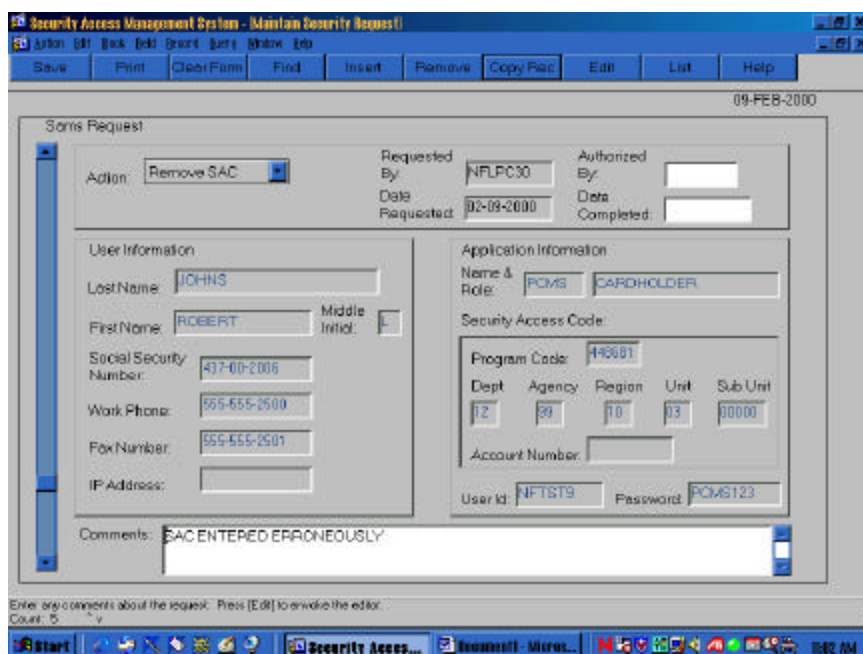 Security Access Management System - [Maintain Security Request]
Action Edit Block Field Record Query Window Help
Save Print Clear Form Find Insert Remove Copy Rec Edit List Help
09-FEB-2000
Sams Request
Action: Remove SAC
Requested By: NFLPC30
Authorized By:
Date Requested: 02-09-2000
Date Completed:
User Information
Last Name: JOHNS
First Name: ROBERT
Middle Initial: L
Social Security Number: 437-00-2006
Work Phone: 555-555-2500
Fax Number: 555-555-2501
IP Address:
Application Information
Name & Role: PCMS CARDHOLDER
Security Access Code:
Program Code: 448681
Dept Agency Region Unit Sub Unit
12 99 10 03 00000
Account Number:
User Id: NFTST9
Password: PCMS123
Comments: SAC ENTERED ERRONEOUSLY
Enter any comments about the request. Press [Edit] to envoke the editor.
Count: 5 ^ v
Start
Security Acces...
Document1 - Micros...
11:02 AM